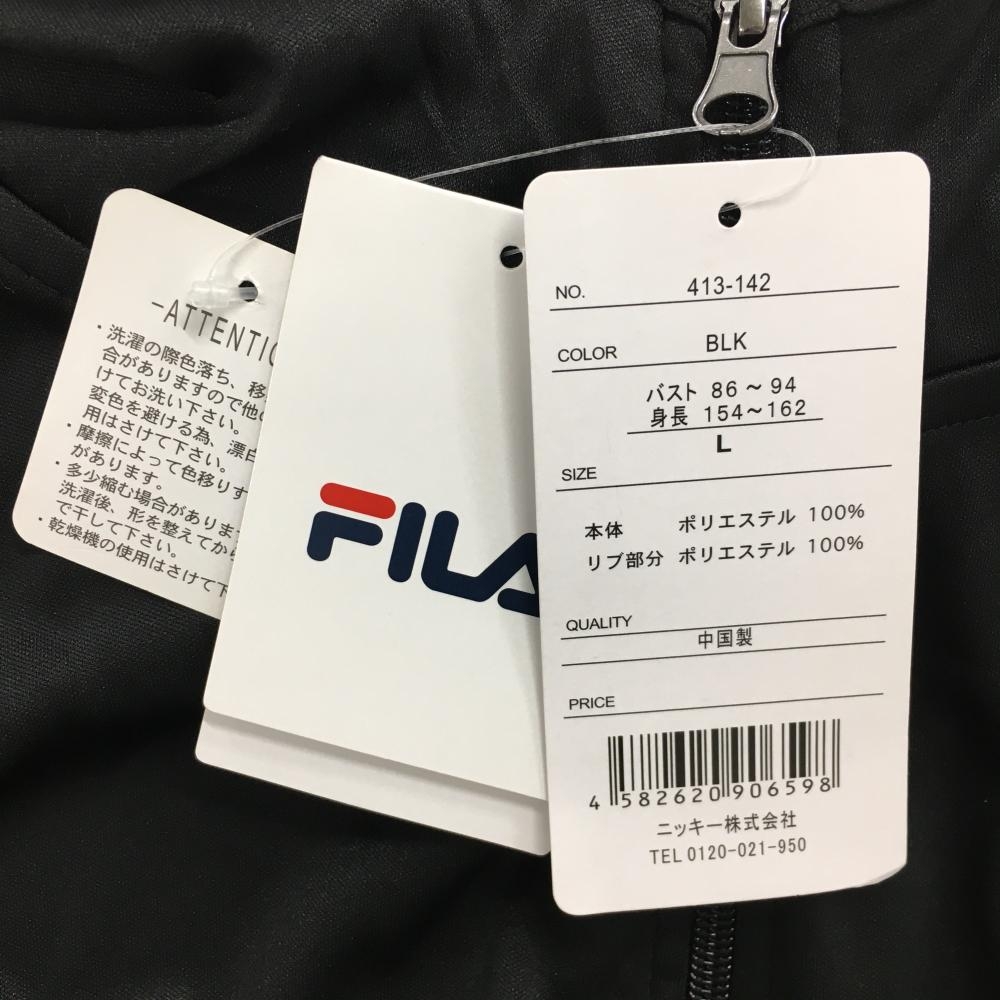 -ATTENTIO
・洗濯の際色落ち、移
合がありますので他の
けてお洗い下さい。
変色を避ける為、漂白
用はさけて下さい。
・摩擦によって色移りす
があります。
・多少縮む場合があります
洗濯後、形を整えてから
で干して下さい。
・乾燥機の使用はさけて下
FILA
NO. 413-142
COLOR BLK
バスト 86～94
身長 154～162
L
SIZE
本体 ポリエステル 100%
リブ部分 ポリエステル 100%
QUALITY
中国製
PRICE
4 582620 906598
ニッキー株式会社
TEL 0120-021-950